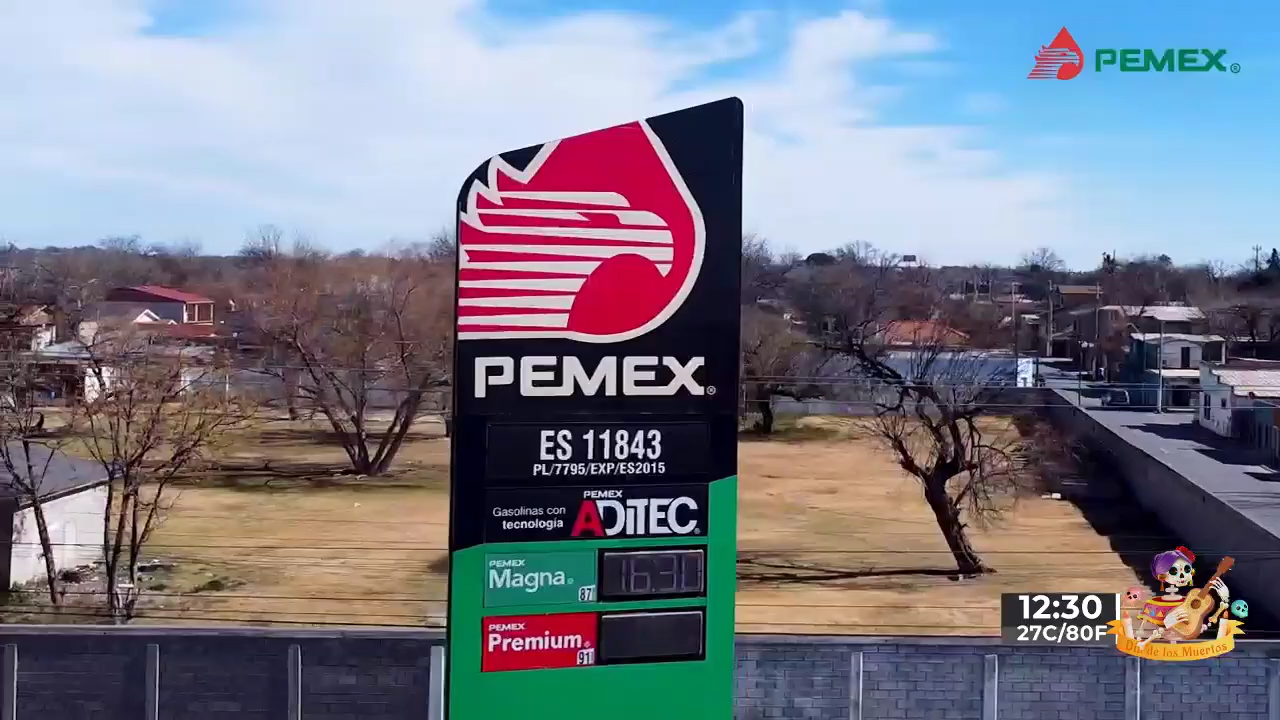 PEMEX®
PEMEX®
ES 11843
PL/7795/EXP/ES2015
Gasolinas con
tecnología
PEMEX
ADiTEC®
PEMEX
Magna® 87
16.30
PEMEX
Premium® 91
12:30
27C/80F
Día de los Muertos